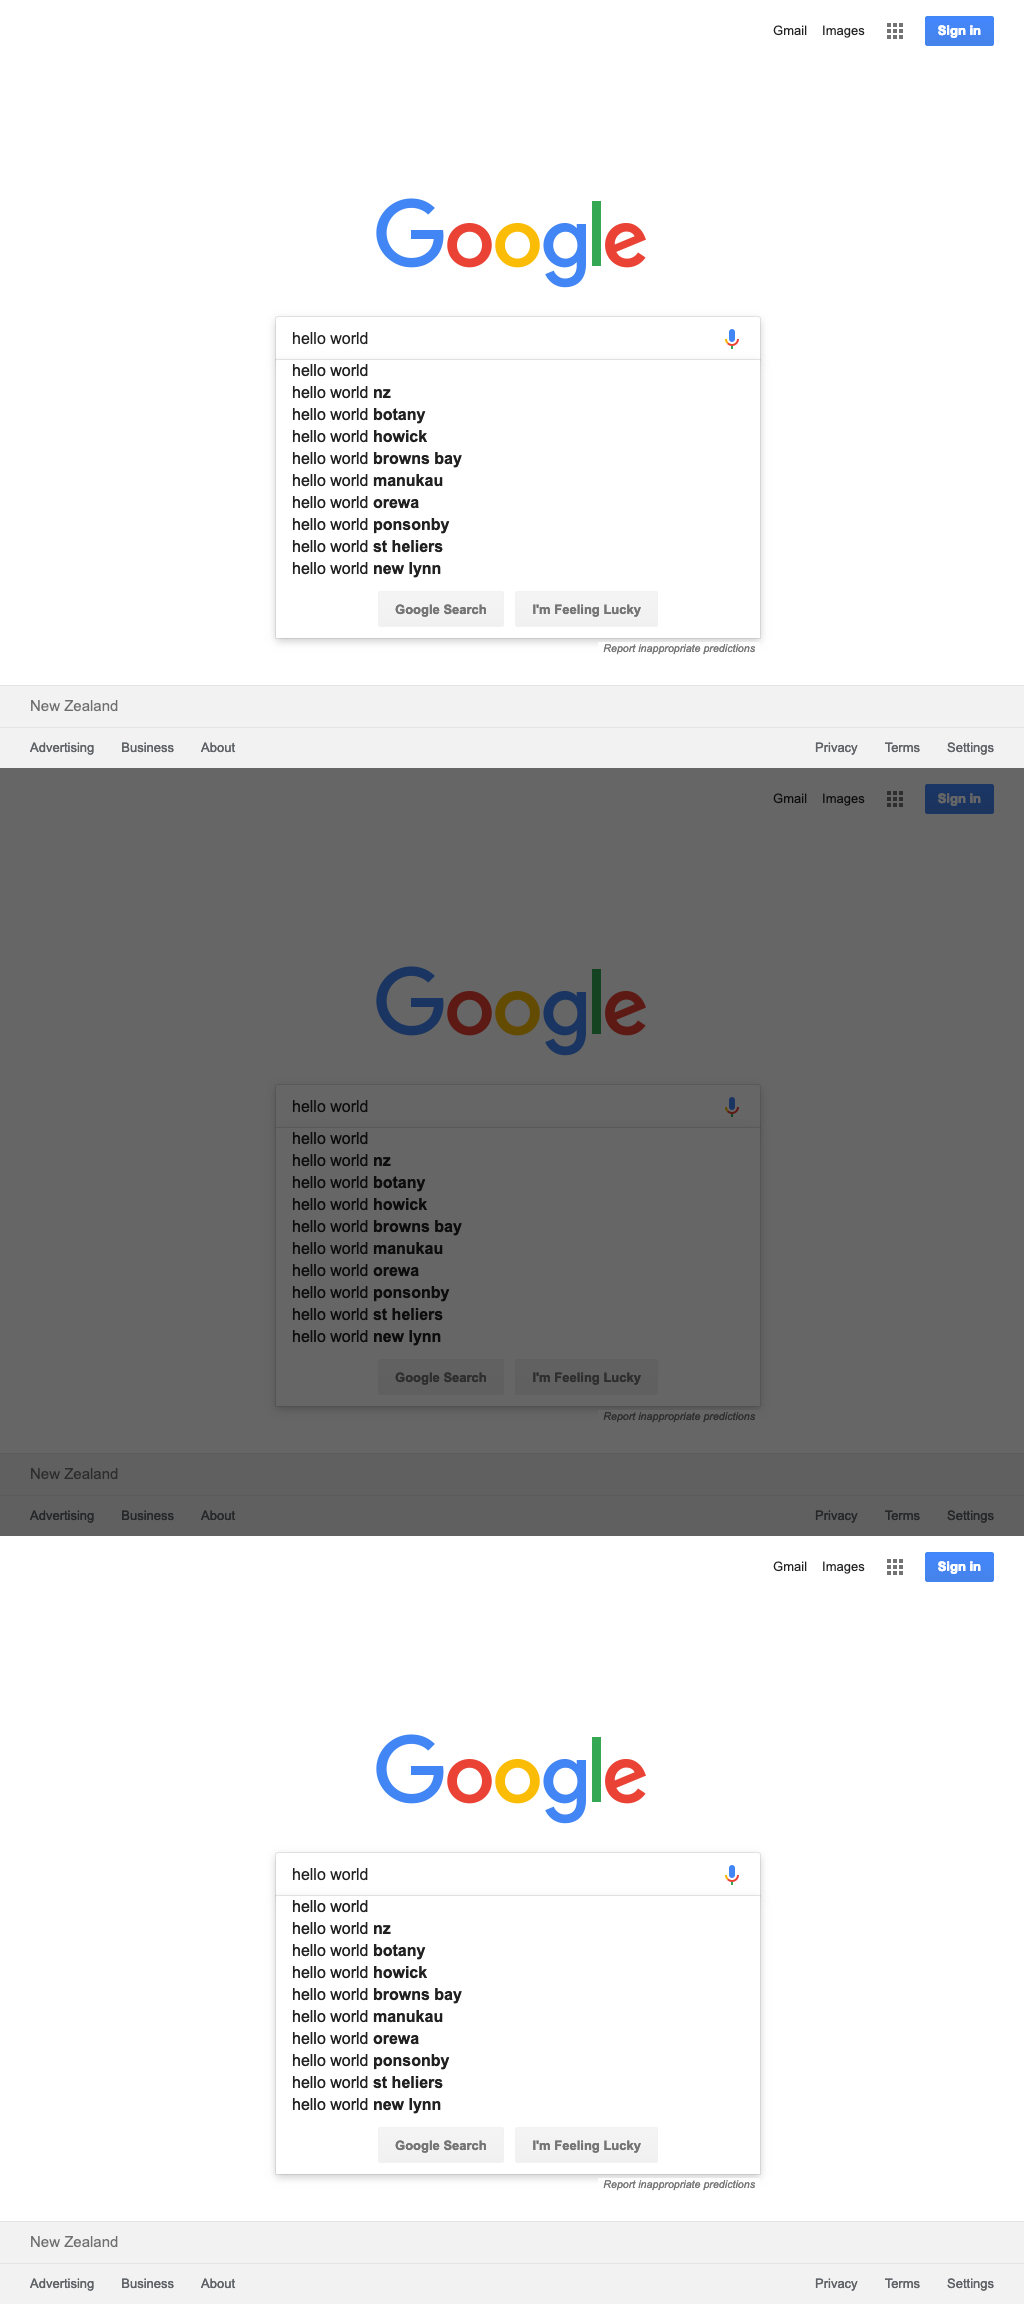 Gmail Images Sign in
Google
hello world
hello world
hello world nz
hello world botany
hello world howick
hello world browns bay
hello world manukau
hello world orewa
hello world ponsonby
hello world st heliers
hello world new lynn
Google Search I'm Feeling Lucky
Report inappropriate predictions
New Zealand
Advertising Business About Privacy Terms Settings
Gmail Images Sign in
Google
hello world
hello world
hello world nz
hello world botany
hello world howick
hello world browns bay
hello world manukau
hello world orewa
hello world ponsonby
hello world st heliers
hello world new lynn
Google Search I'm Feeling Lucky
Report inappropriate predictions
New Zealand
Advertising Business About Privacy Terms Settings
Gmail Images Sign in
Google
hello world
hello world
hello world nz
hello world botany
hello world howick
hello world browns bay
hello world manukau
hello world orewa
hello world ponsonby
hello world st heliers
hello world new lynn
Google Search I'm Feeling Lucky
Report inappropriate predictions
New Zealand
Advertising Business About Privacy Terms Settings